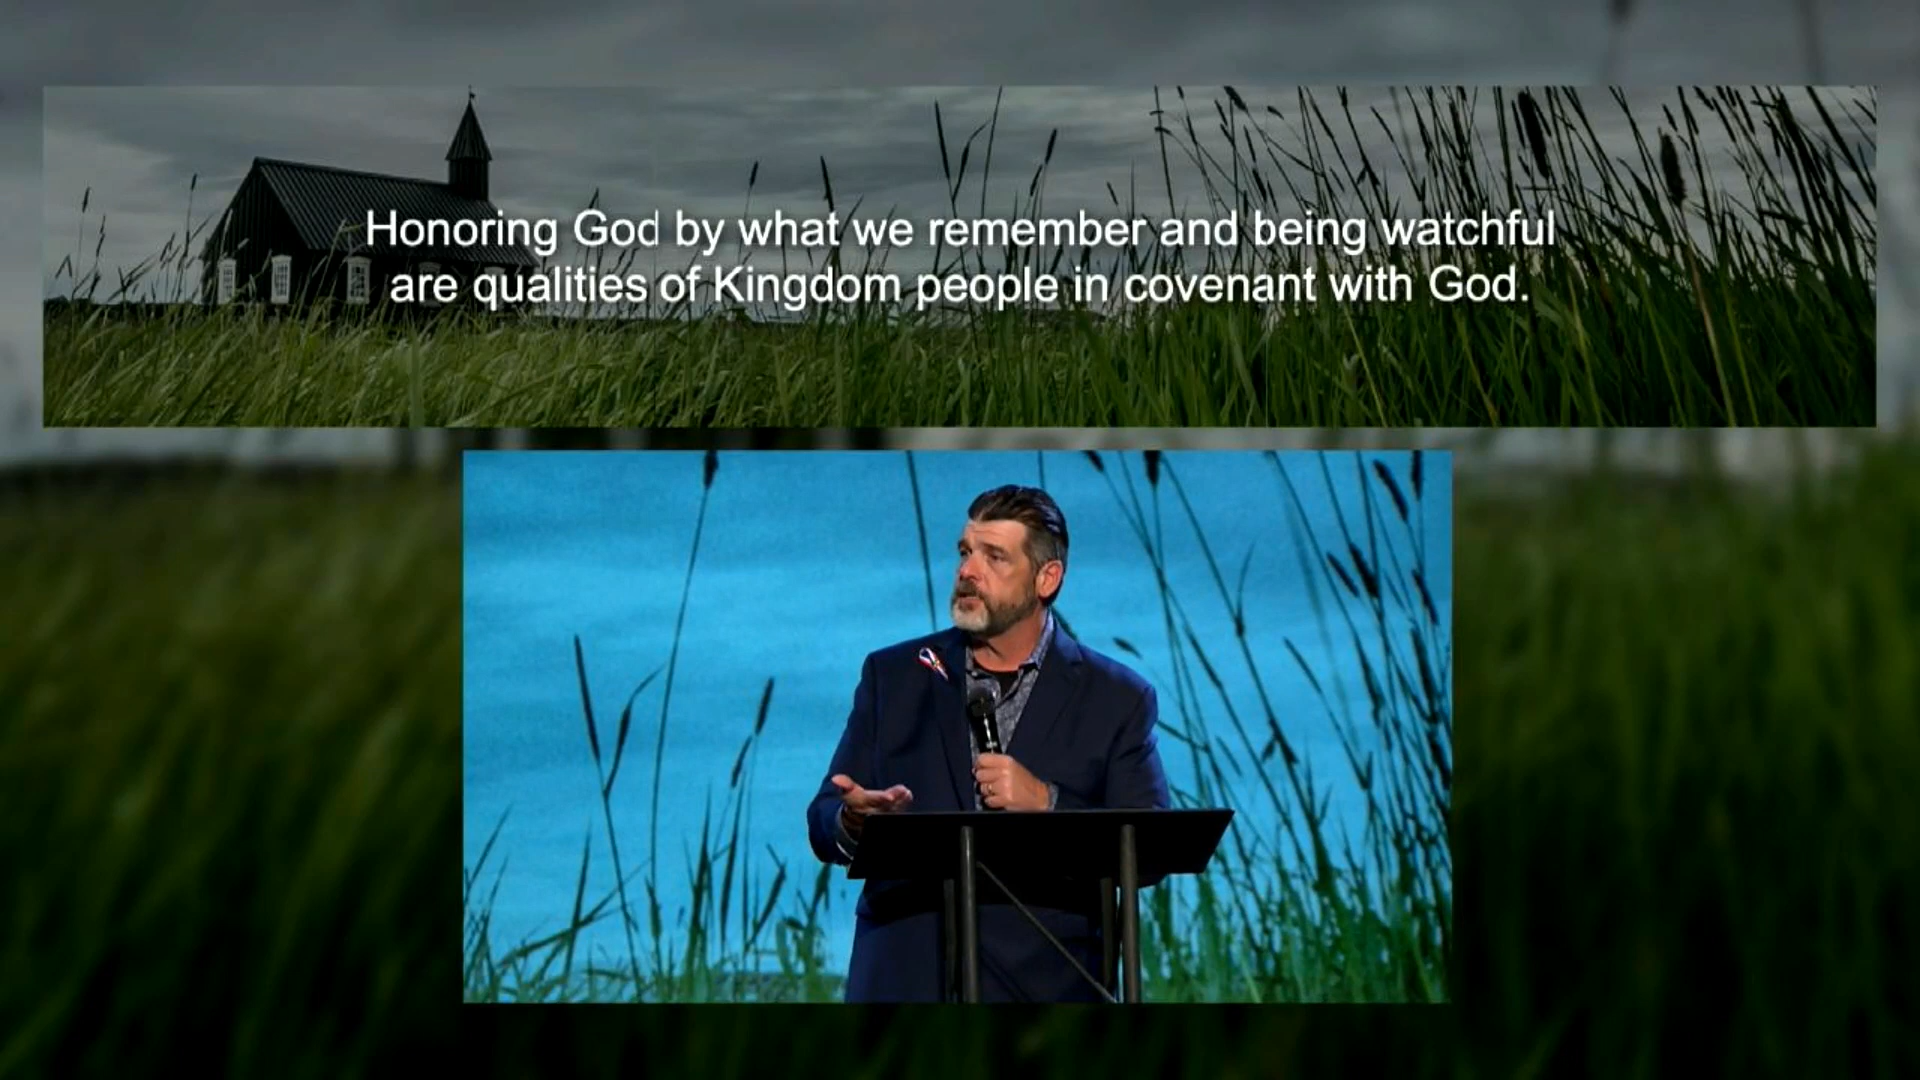 Honoring God by what we remember and being watchful
are qualities of Kingdom people in covenant with God.